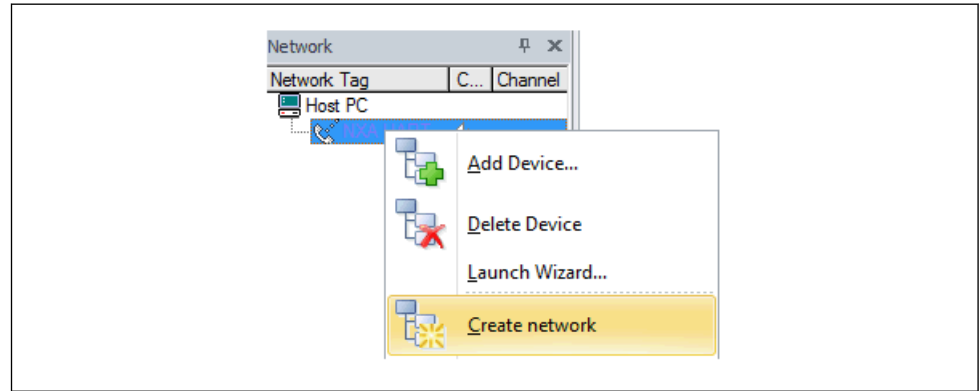 Network
Network Tag C... Channel
Host PC
Add Device...
Delete Device
Launch Wizard...
Create network